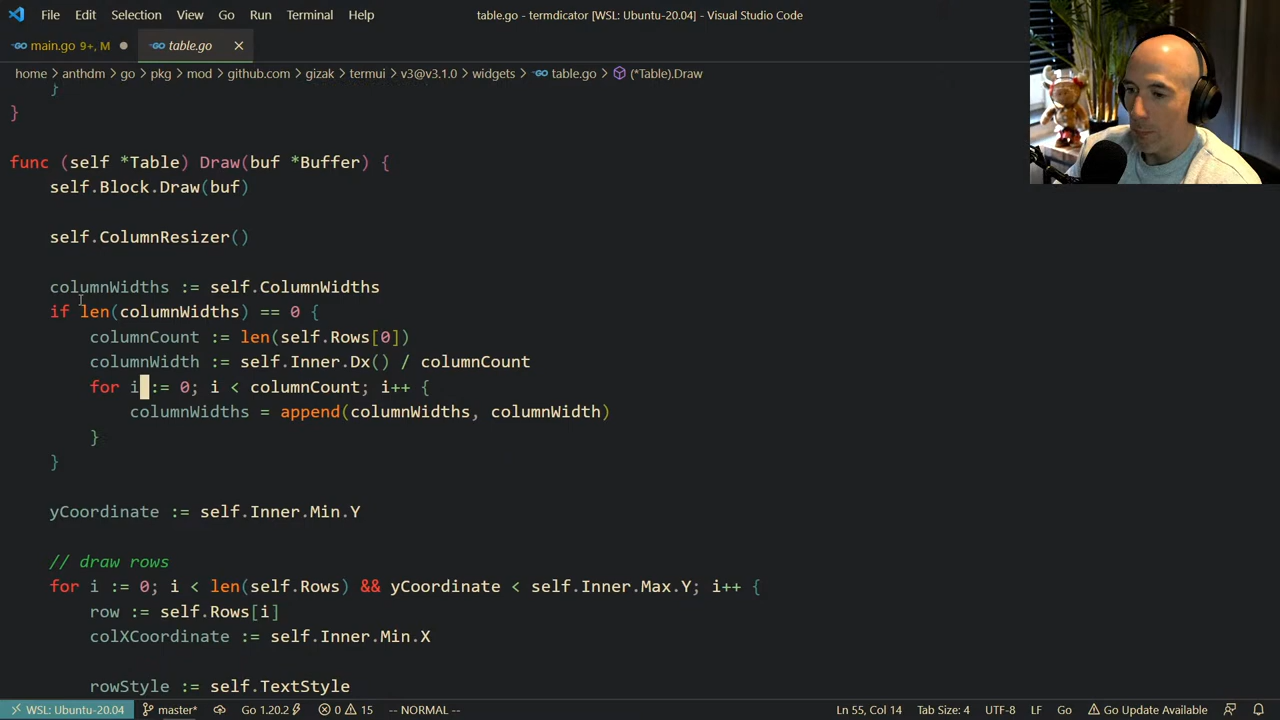 File Edit Selection View Go Run Terminal Help table.go - termdicator [WSL: Ubuntu-20.04] - Visual Studio Code
main.go 9+, M table.go
home > anthdm > go > pkg > mod > github.com > gizak > termui > v3@v3.1.0 > widgets > table.go > (*Table).Draw
}
}
func (self *Table) Draw(buf *Buffer) {
self.Block.Draw(buf)
self.ColumnResizer()
columnWidths := self.ColumnWidths
if len(columnWidths) == 0 {
columnCount := len(self.Rows[0])
columnWidth := self.Inner.Dx() / columnCount
for i := 0; i < columnCount; i++ {
columnWidths = append(columnWidths, columnWidth)
}
}
yCoordinate := self.Inner.Min.Y
// draw rows
for i := 0; i < len(self.Rows) && yCoordinate < self.Inner.Max.Y; i++ {
row := self.Rows[i]
colXCoordinate := self.Inner.Min.X
rowStyle := self.TextStyle
WSL: Ubuntu-20.04 master* Go 1.20.2 0 15 -- NORMAL -- Ln 55, Col 14 Tab Size: 4 UTF-8 LF Go Go Update Available